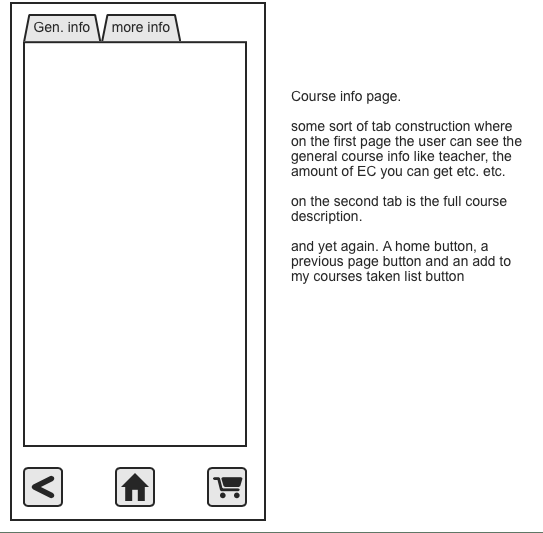 Gen. info
more info
Course info page.
some sort of tab construction where
on the first page the user can see the
general course info like teacher, the
amount of EC you can get etc. etc.
on the second tab is the full course
description.
and yet again. A home button, a
previous page button and an add to
my courses taken list button